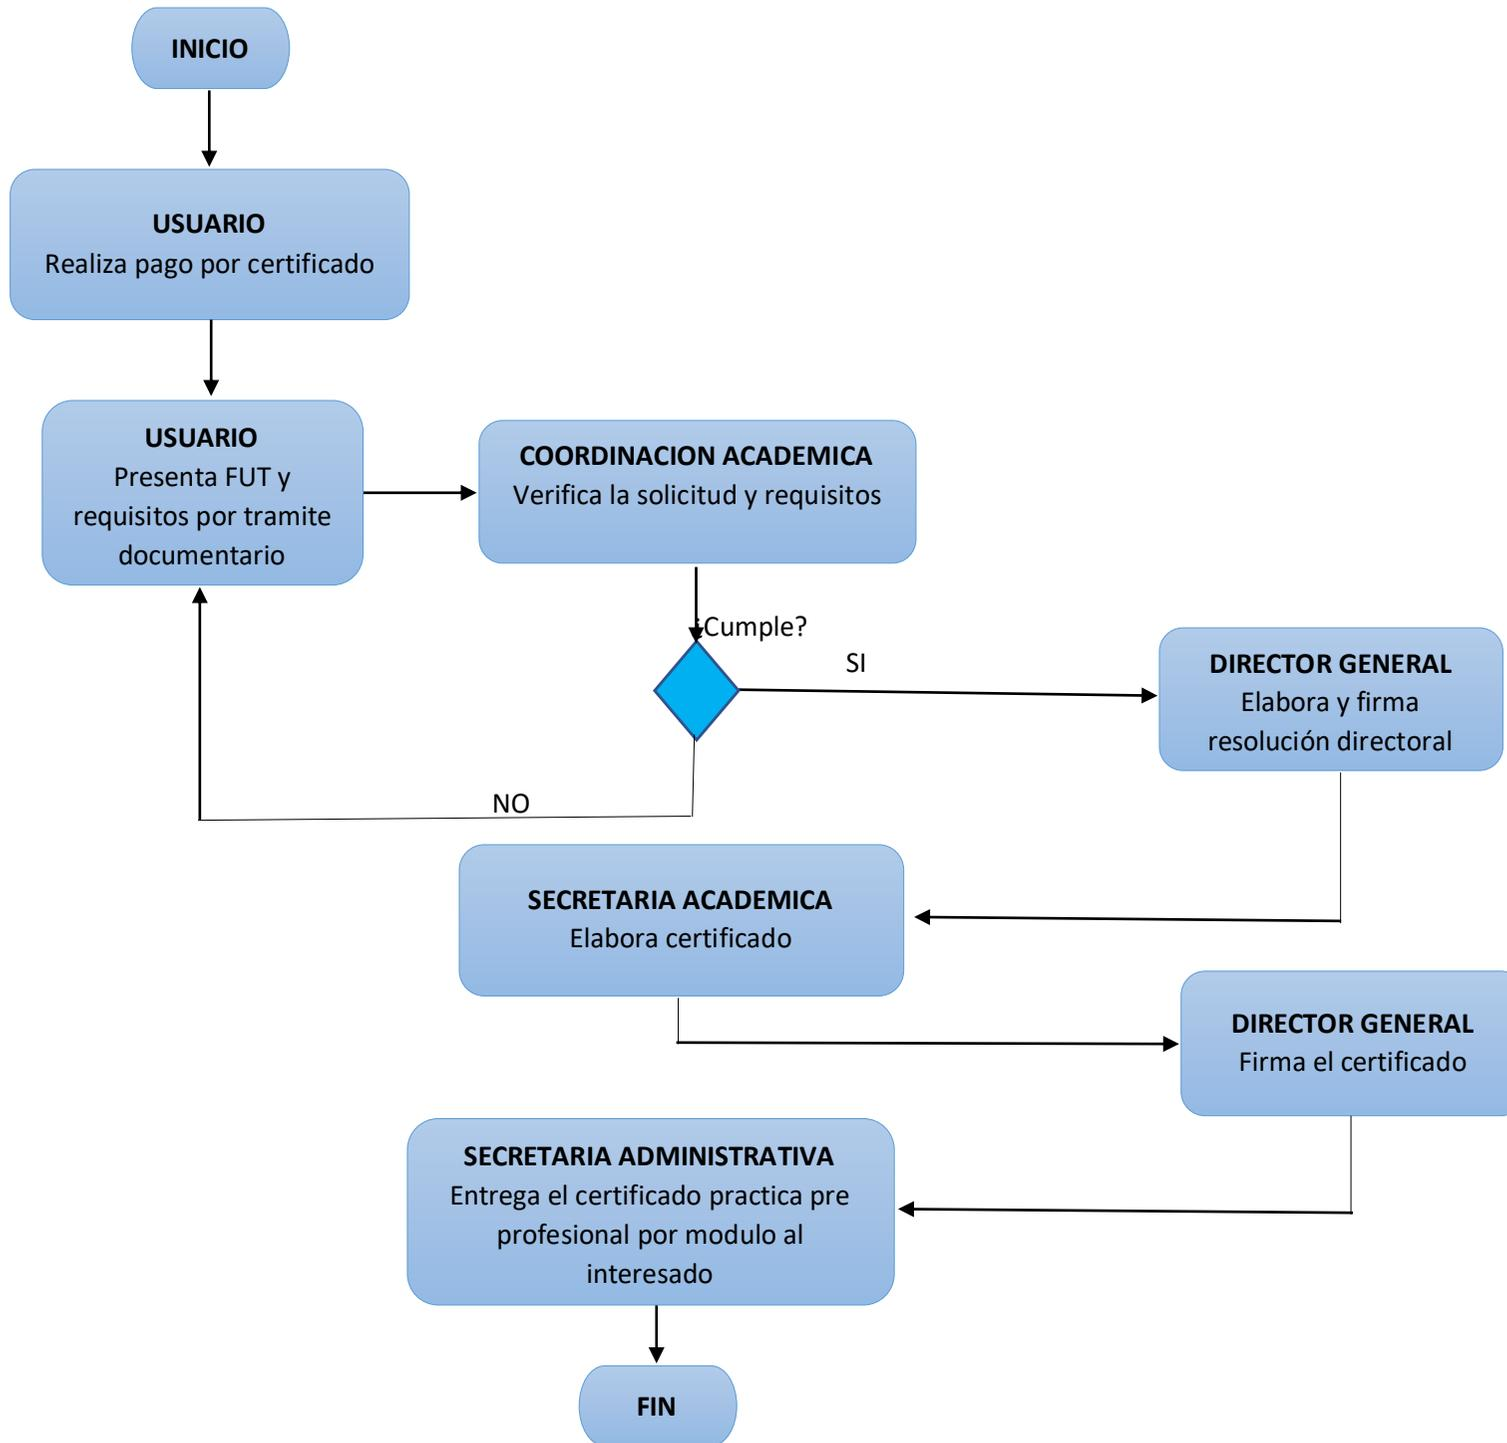 INICIO
USUARIO
Realiza pago por certificado
USUARIO
Presenta FUT y
requisitos por tramite
documentario
COORDINACION ACADEMICA
Verifica la solicitud y requisitos
¿Cumple?
SI
DIRECTOR GENERAL
Elabora y firma
resolución directoral
NO
SECRETARIA ACADEMICA
Elabora certificado
DIRECTOR GENERAL
Firma el certificado
SECRETARIA ADMINISTRATIVA
Entrega el certificado practica pre
profesional por modulo al
interesado
FIN